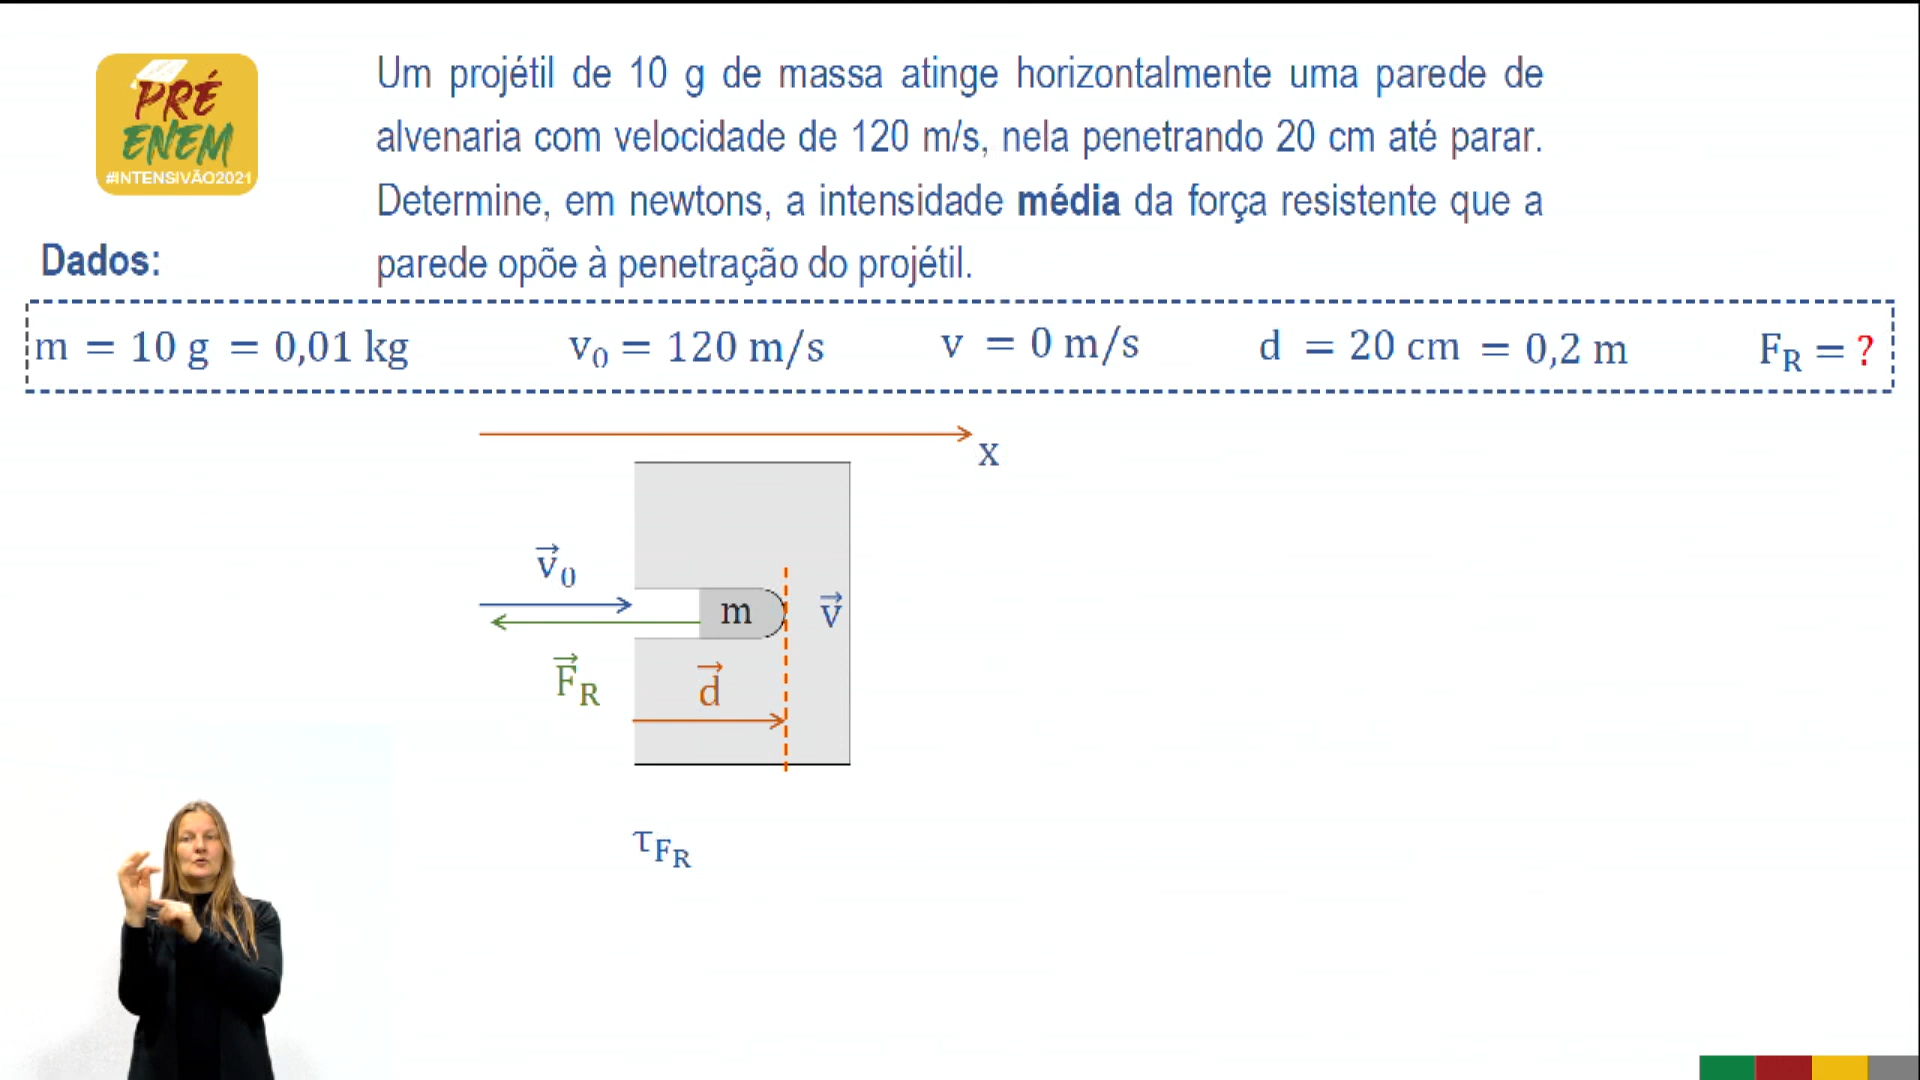 PRÉ
ENEM
#INTENSIVÃO2021
Um projétil de 10 g de massa atinge horizontalmente uma parede de
alvenaria com velocidade de 120 m/s, nela penetrando 20 cm até parar.
Determine, em newtons, a intensidade média da força resistente que a
parede opõe à penetração do projétil.
Dados:
m = 10 g = 0,01 kg v₀ = 120 m/s v = 0 m/s d = 20 cm = 0,2 m F_R = ?
x
v⃗₀
m v⃗
F⃗_R d⃗
τ_F_R